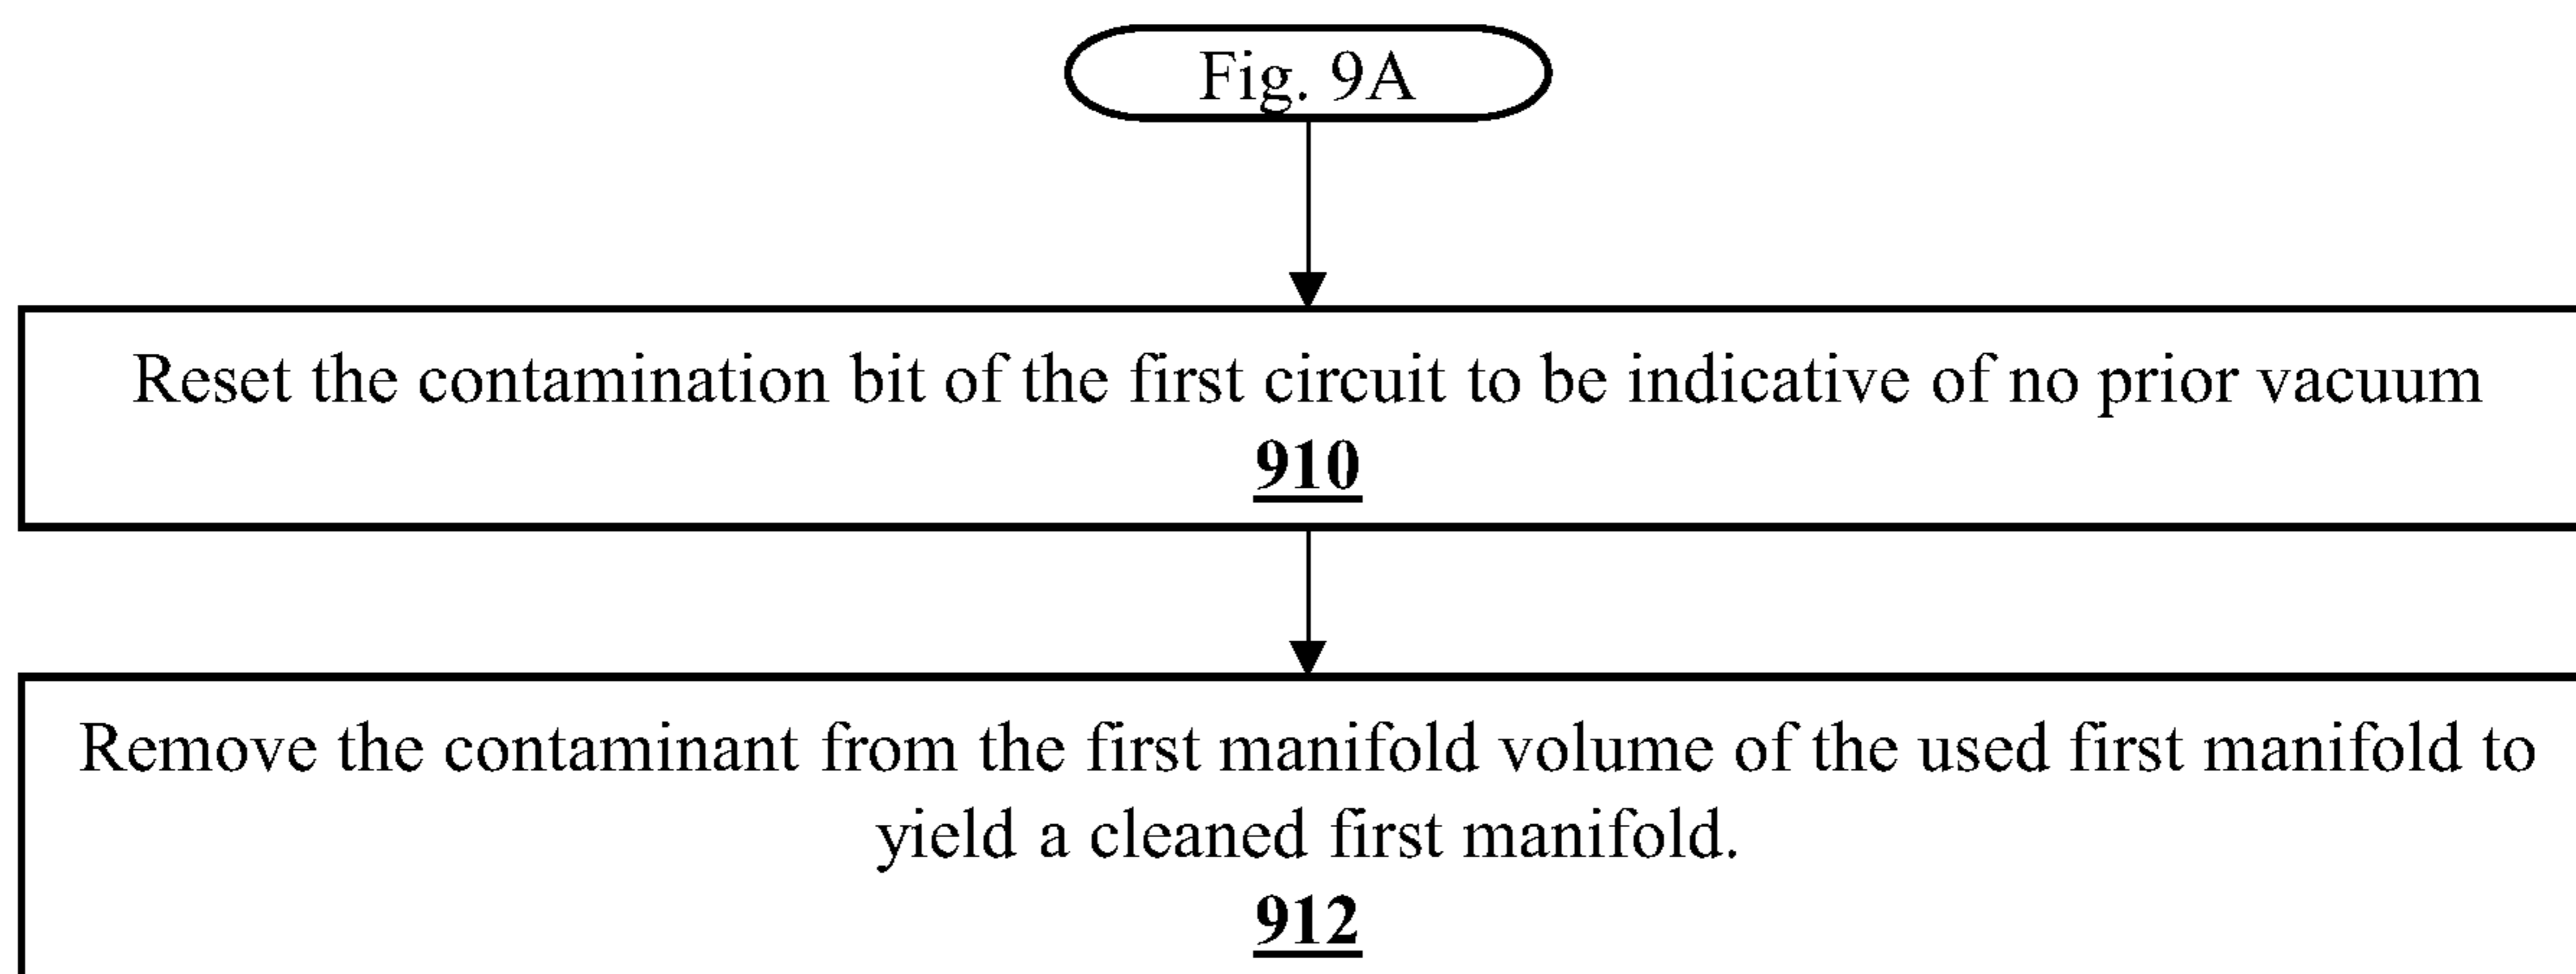 Fig. 9A
Reset the contamination bit of the first circuit to be indicative of no prior vacuum
910
Remove the contaminant from the first manifold volume of the used first manifold to
yield a cleaned first manifold.
912